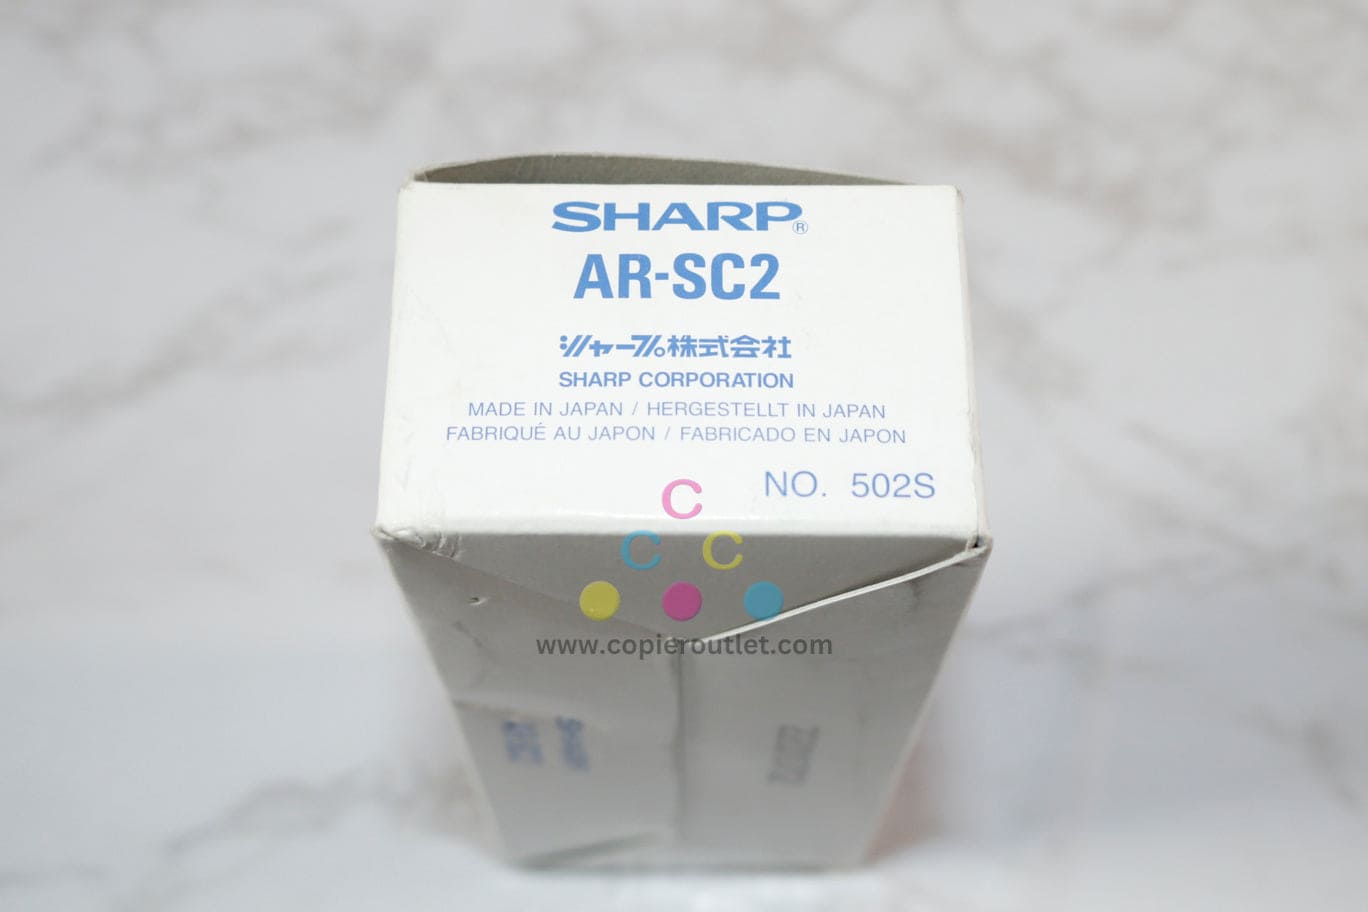 SHARP®
AR-SC2
シャープ株式会社
SHARP CORPORATION
MADE IN JAPAN / HERGESTELLT IN JAPAN
FABRIQUÉ AU JAPON / FABRICADO EN JAPON
NO. 502S
C
C C
www.copieroutlet.com
SHARP